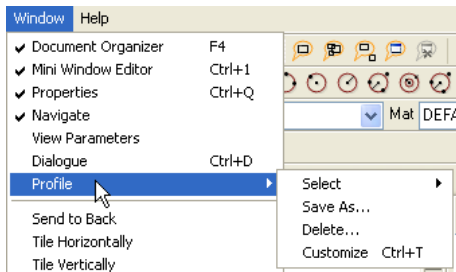 Window Help
Document Organizer F4
Mini Window Editor Ctrl+1
Properties Ctrl+Q
Navigate
Mat DEFA
View Parameters
Dialogue Ctrl+D
Profile
Select
Save As...
Delete...
Customize Ctrl+T
Send to Back
Tile Horizontally
Tile Vertically